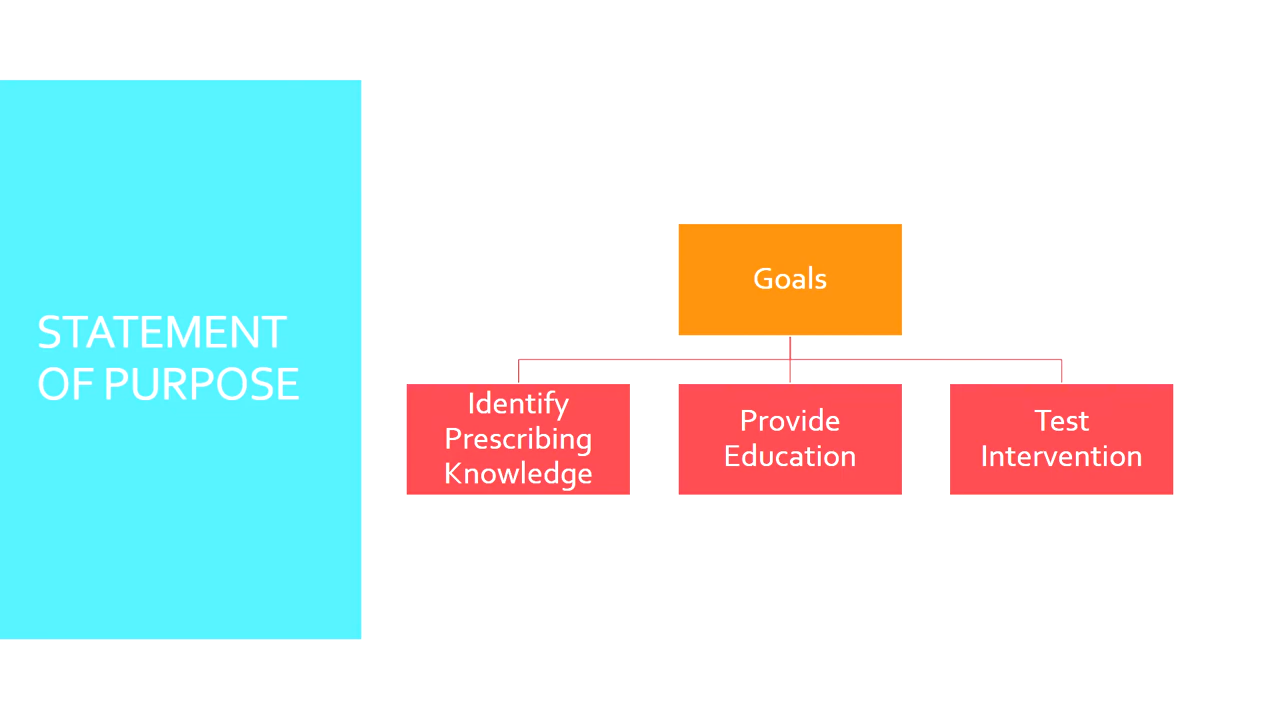 STATEMENT
OF PURPOSE
Goals
Identify
Prescribing
Knowledge
Provide
Education
Test
Intervention